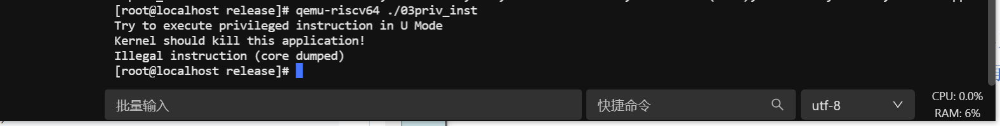 [root@localhost release]# qemu-riscv64 ./03priv_inst
Try to execute privileged instruction in U Mode
Kernel should kill this application!
Illegal instruction (core dumped)
[root@localhost release]#
批量输入
快捷命令
utf-8
CPU: 0.0%
RAM: 6%